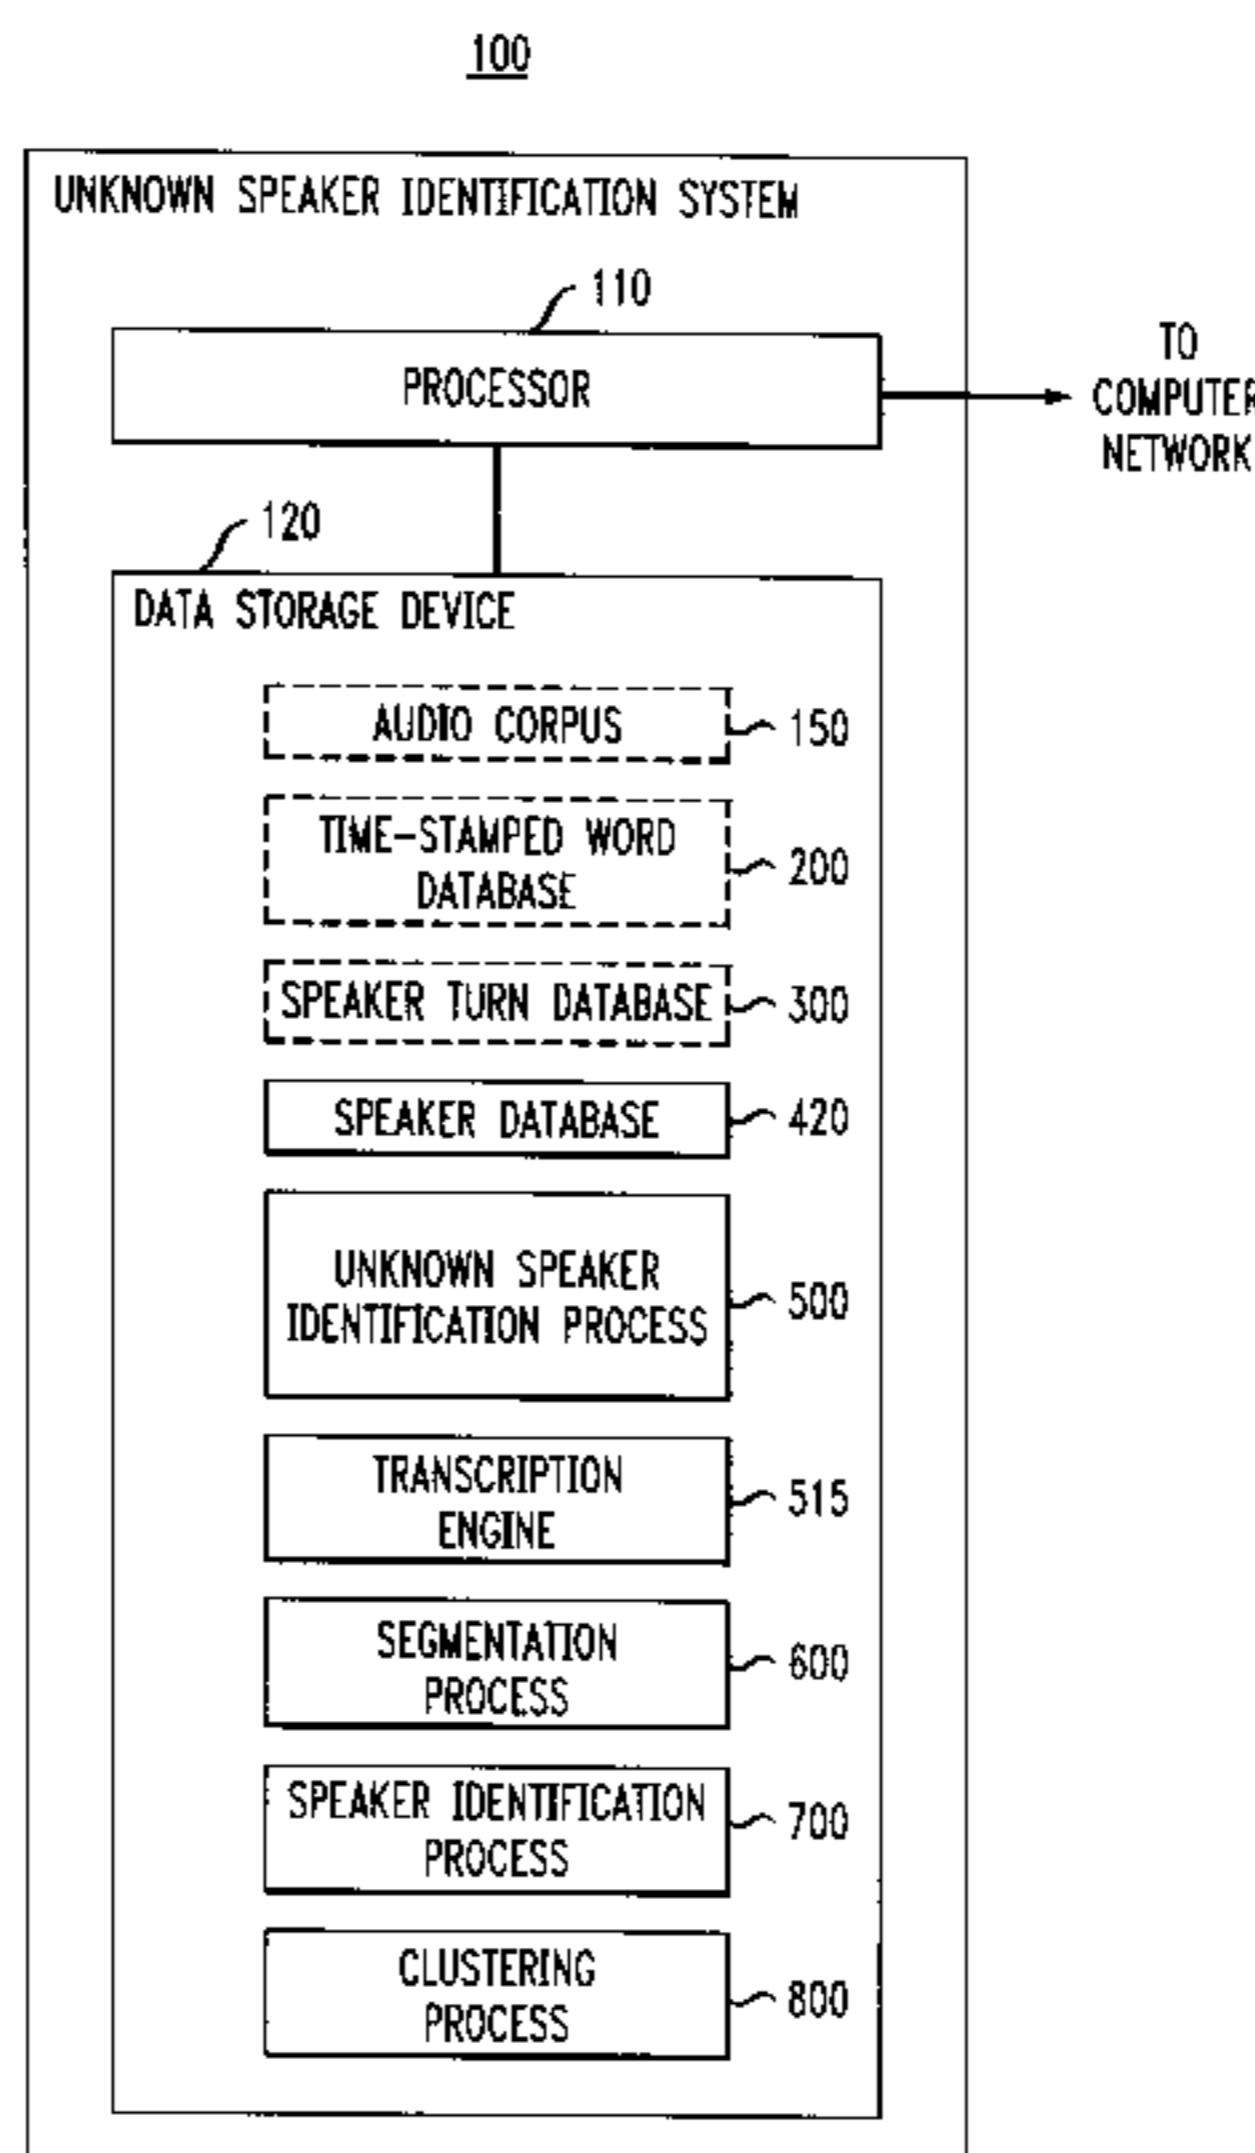 100
UNKNOWN SPEAKER IDENTIFICATION SYSTEM
110
PROCESSOR
TO
COMPUTER
NETWORK
120
DATA STORAGE DEVICE
AUDIO CORPUS
150
TIME-STAMPED WORD
DATABASE
200
SPEAKER TURN DATABASE
300
SPEAKER DATABASE
420
UNKNOWN SPEAKER
IDENTIFICATION PROCESS
500
TRANSCRIPTION
ENGINE
515
SEGMENTATION
PROCESS
600
SPEAKER IDENTIFICATION
PROCESS
700
CLUSTERING
PROCESS
800